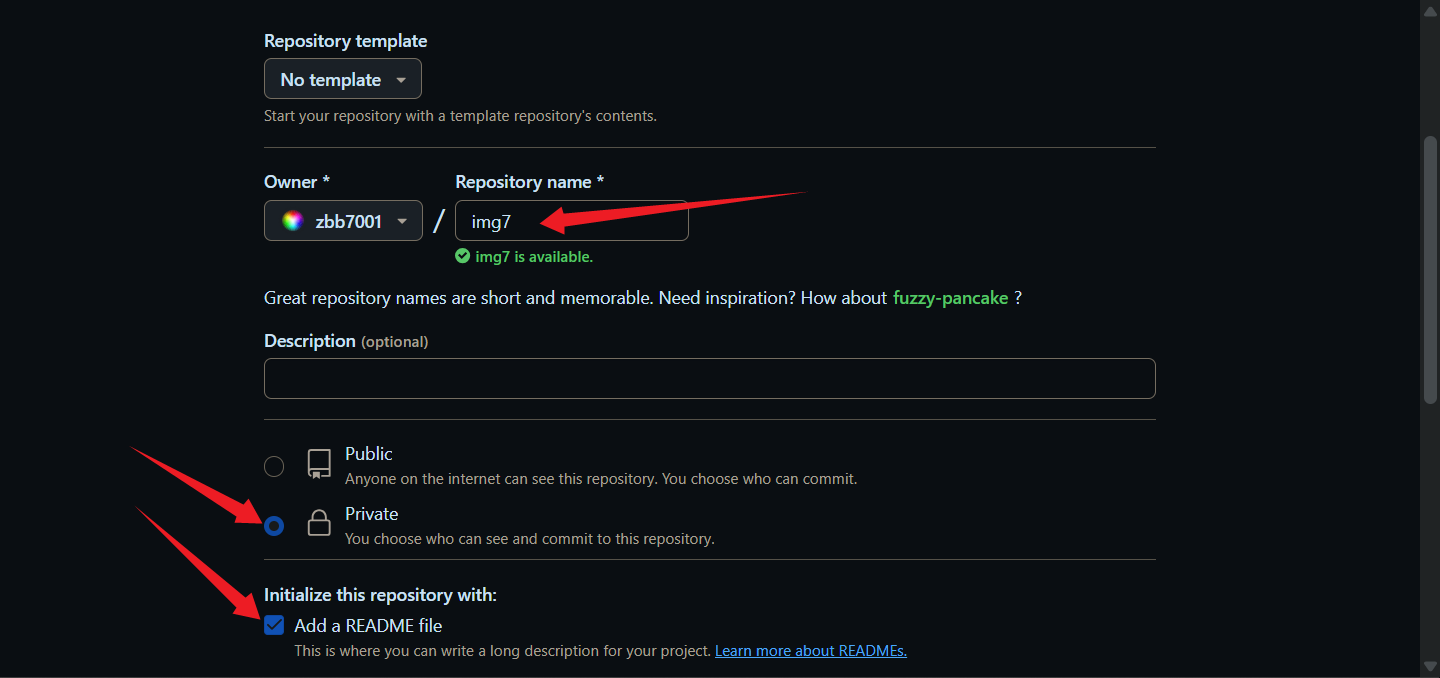 Repository template
No template
Start your repository with a template repository's contents.
Owner *
Repository name *
zbb7001
/
img7
img7 is available.
Great repository names are short and memorable. Need inspiration? How about fuzzy-pancake ?
Description (optional)
Public
Anyone on the internet can see this repository. You choose who can commit.
Private
You choose who can see and commit to this repository.
Initialize this repository with:
Add a README file
This is where you can write a long description for your project. Learn more about READMEs.